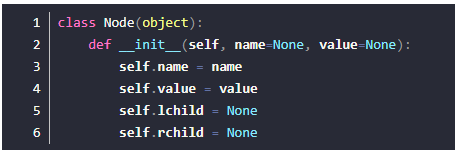 1 class Node(object):
2     def __init__(self, name=None, value=None):
3         self.name = name
4         self.value = value
5         self.lchild = None
6         self.rchild = None